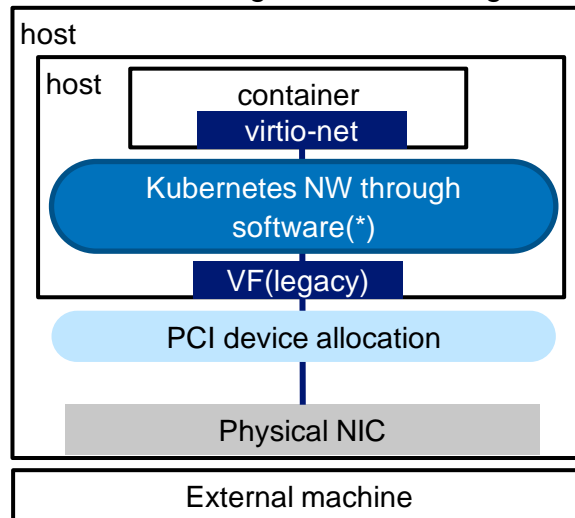 host
host
container
virtio-net
Kubernetes NW through
software(*)
VF(legacy)
PCI device allocation
Physical NIC
External machine